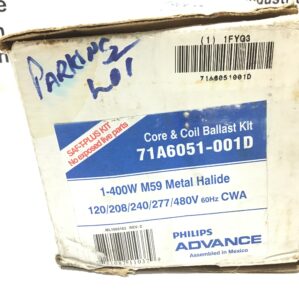 (1) 1FYG3
71A6051001D
PARKING
LOT
SAF-T-PLUS KIT
No exposed live parts
Core & Coil Ballast Kit
71A6051-001D
1-400W M59 Metal Halide
120/208/240/277/480V 60Hz CWA
PHILIPS
ADVANCE
Assembled in Mexico